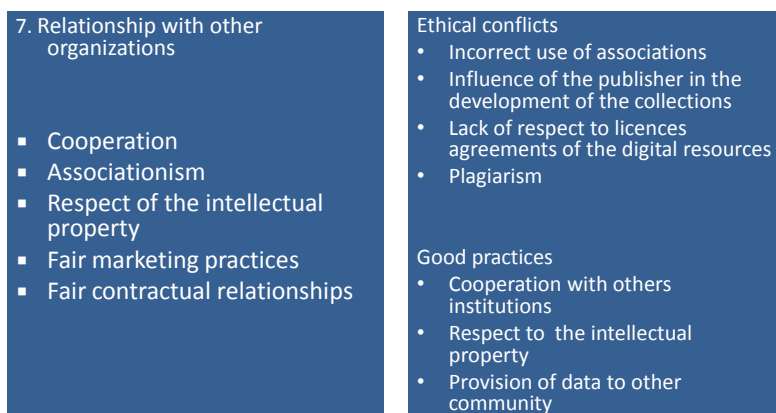 7. Relationship with other
organizations
▪ Cooperation
▪ Associationism
▪ Respect of the intellectual
property
▪ Fair marketing practices
▪ Fair contractual relationships
Ethical conflicts
• Incorrect use of associations
• Influence of the publisher in the
development of the collections
• Lack of respect to licences
agreements of the digital resources
• Plagiarism
Good practices
• Cooperation with others
institutions
• Respect to the intellectual
property
• Provision of data to other
community